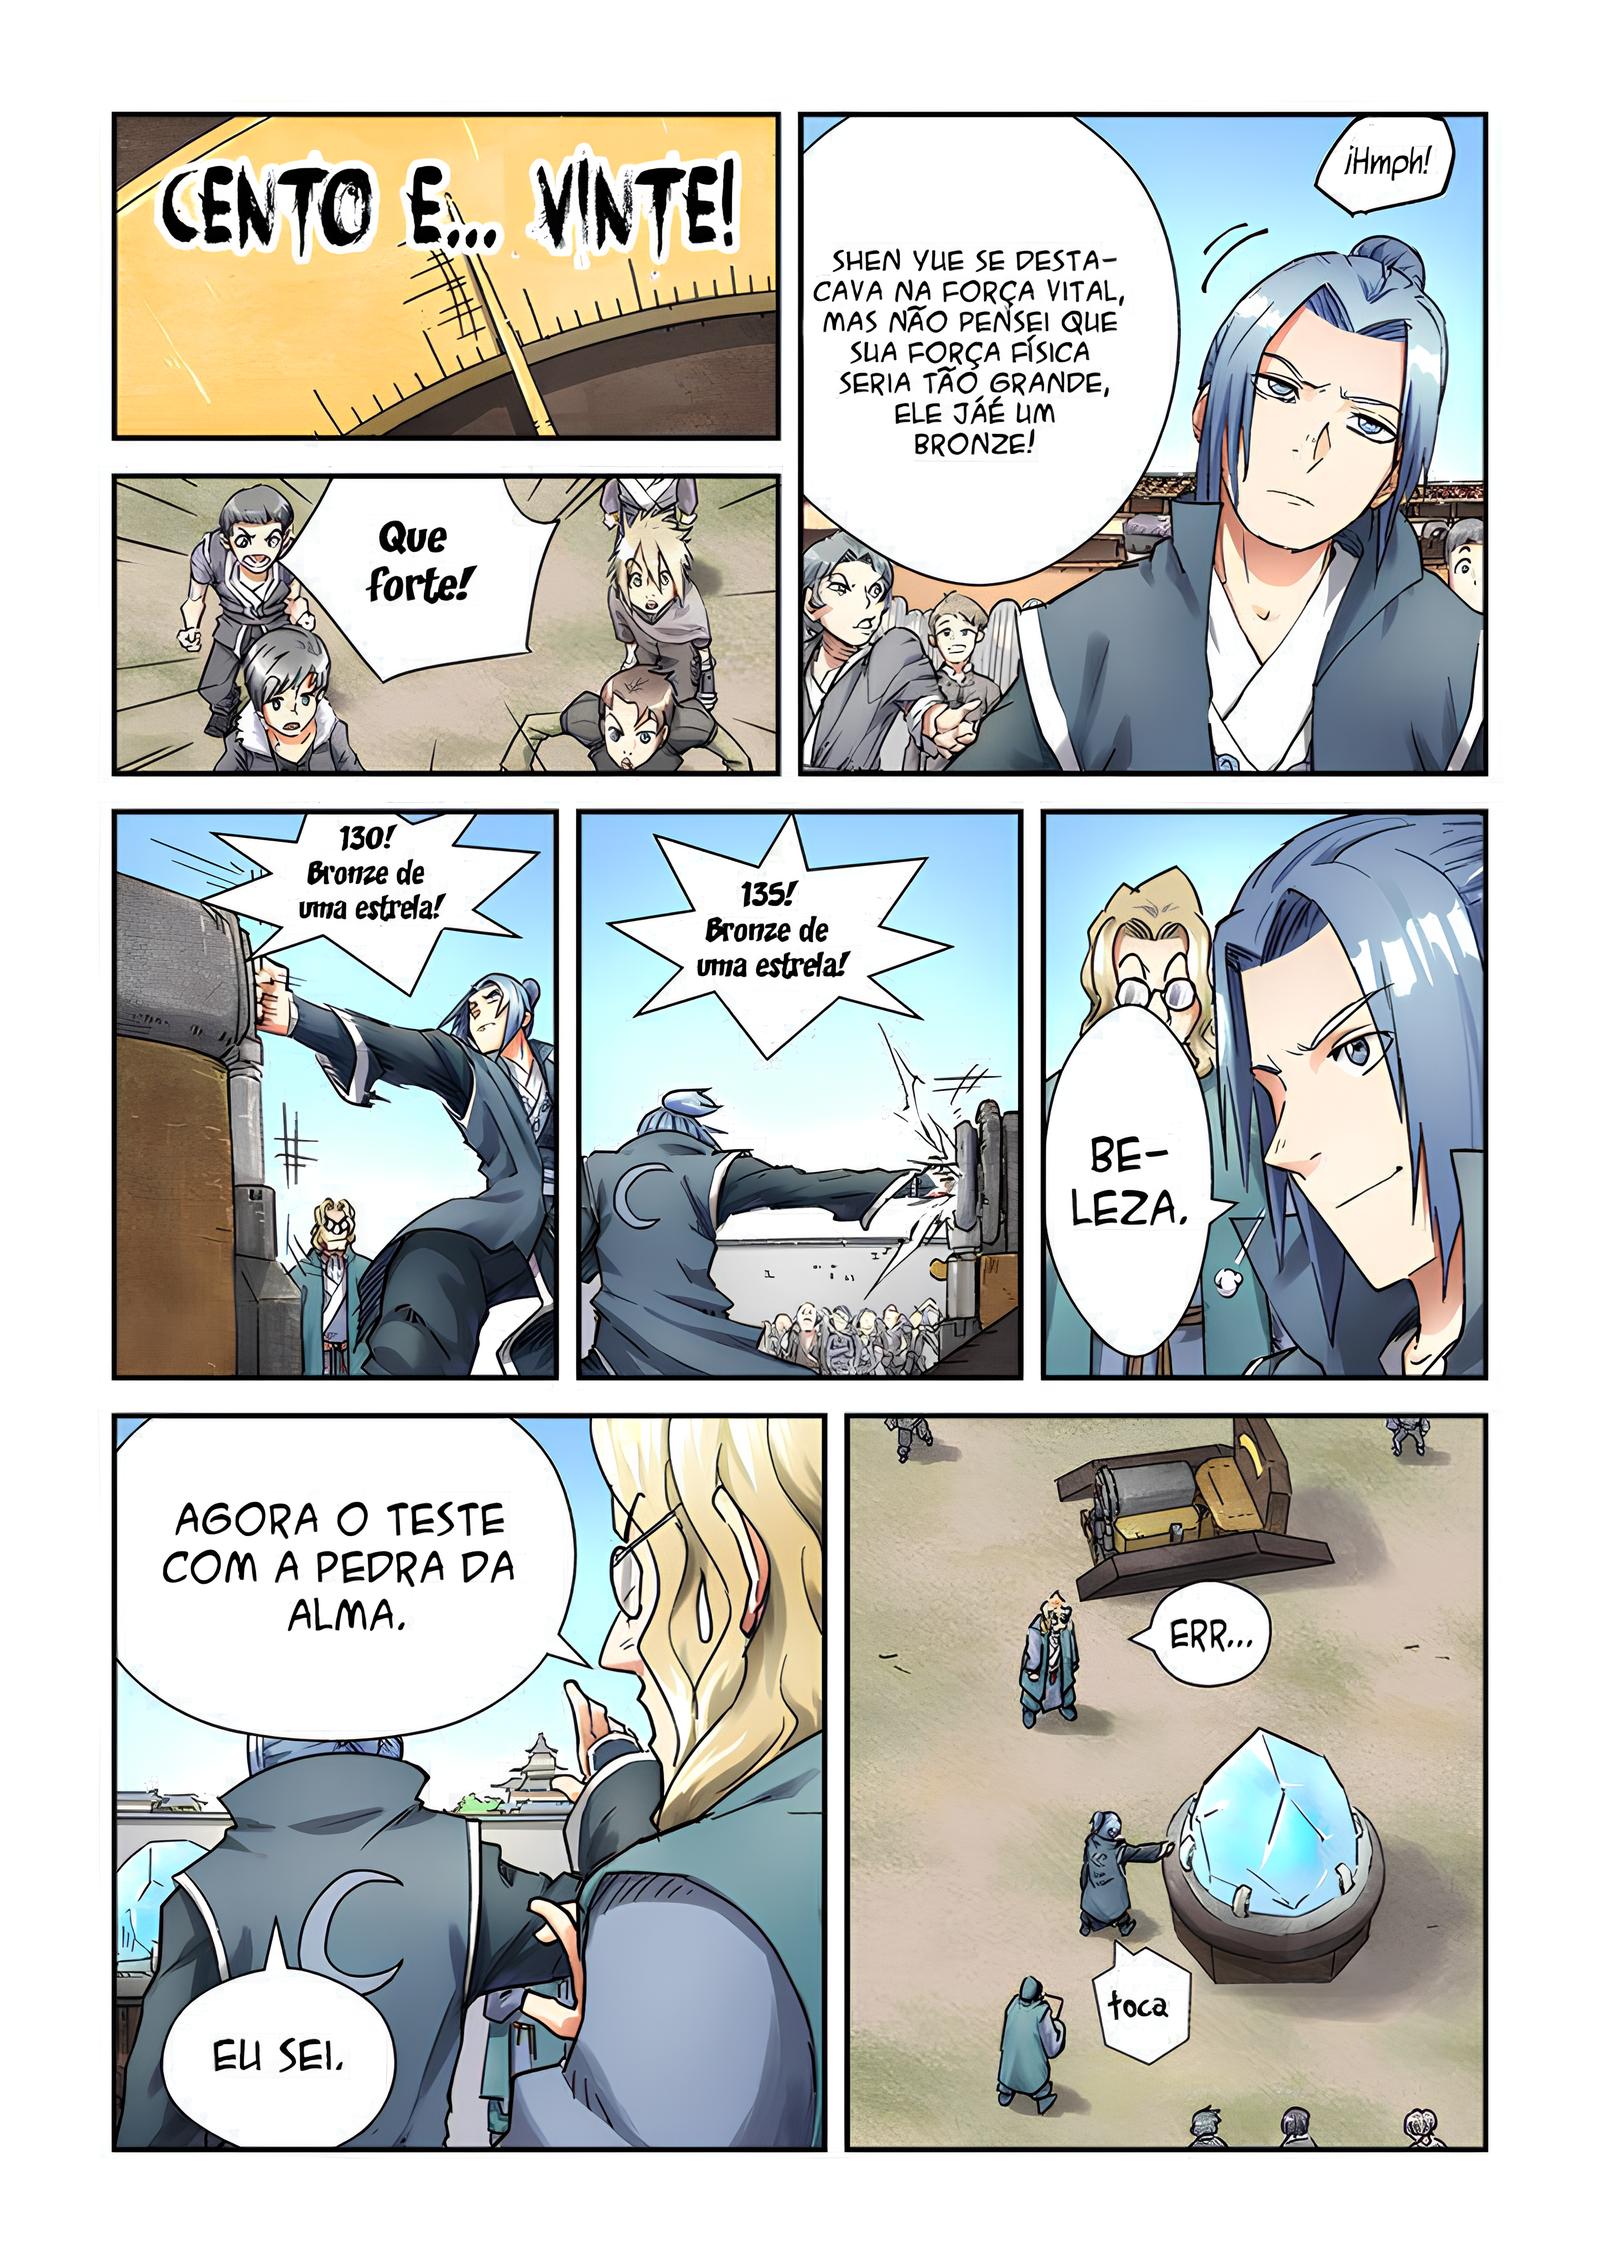 CENTO E... VINTE!
¡Hmph!
SHEN YUE SE DESTA-
CAVA NA FORÇA VITAL,
MAS NÃO PENSEI QUE
SUA FORÇA FÍSICA
SERIA TÃO GRANDE,
ELE JÁÉ UM
BRONZE!
Que
forte!
130!
Bronze de
uma estrela!
135!
Bronze de
uma estrela!
BE-
LEZA.
AGORA O TESTE
COM A PEDRA DA
ALMA.
EU SEI.
ERR...
toca